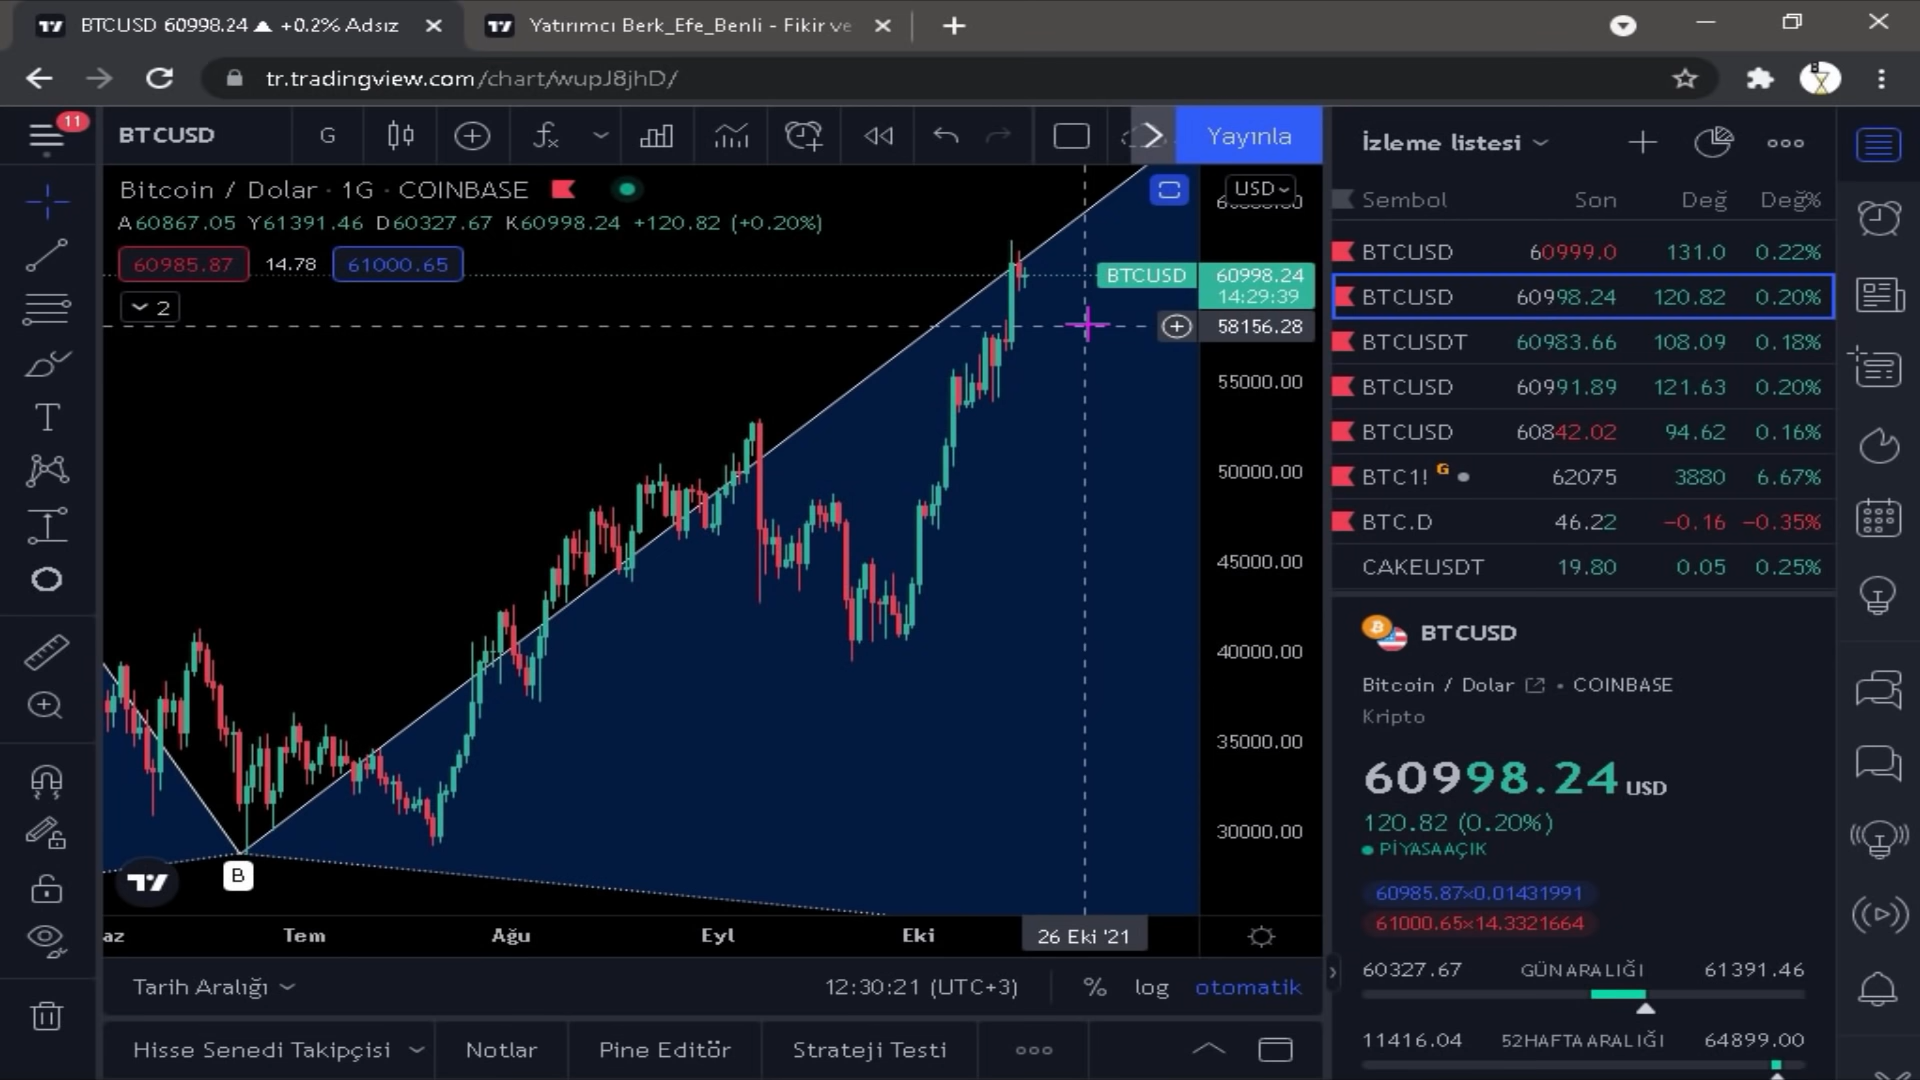 BTCUSD 60998.24 ▲ +0.2% Adsız
Yatırımcı Berk_Efe_Benli - Fikir ve
tr.tradingview.com/chart/wupJ8jhD/
11
BTCUSD
G
Yayınla
Bitcoin / Dolar · 1G · COINBASE
A60867.05 Y61391.46 D60327.67 K60998.24 +120.82 (+0.20%)
60985.87 14.78 61000.65
2
USD
BTCUSD 60998.24
14:29:39
58156.28
55000.00
50000.00
45000.00
40000.00
35000.00
30000.00
B
az Tem Ağu Eyl Eki 26 Eki '21
Tarih Aralığı
12:30:21 (UTC+3) % log otomatik
Hisse Senedi Takipçisi Notlar Pine Editör Strateji Testi
İzleme listesi
Sembol Son Değ Değ%
BTCUSD 60999.0 131.0 0.22%
BTCUSD 60998.24 120.82 0.20%
BTCUSDT 60983.66 108.09 0.18%
BTCUSD 60991.89 121.63 0.20%
BTCUSD 60842.02 94.62 0.16%
BTC1! G 62075 3880 6.67%
BTC.D 46.22 −0.16 −0.35%
CAKEUSDT 19.80 0.05 0.25%
BTCUSD
Bitcoin / Dolar • COINBASE
Kripto
60998.24 USD
120.82 (0.20%)
PİYASA AÇIK
60985.87×0.01431991
61000.65×14.3321664
60327.67 GÜN ARALIĞI 61391.46
11416.04 52HAFTA ARALIĞI 64899.00